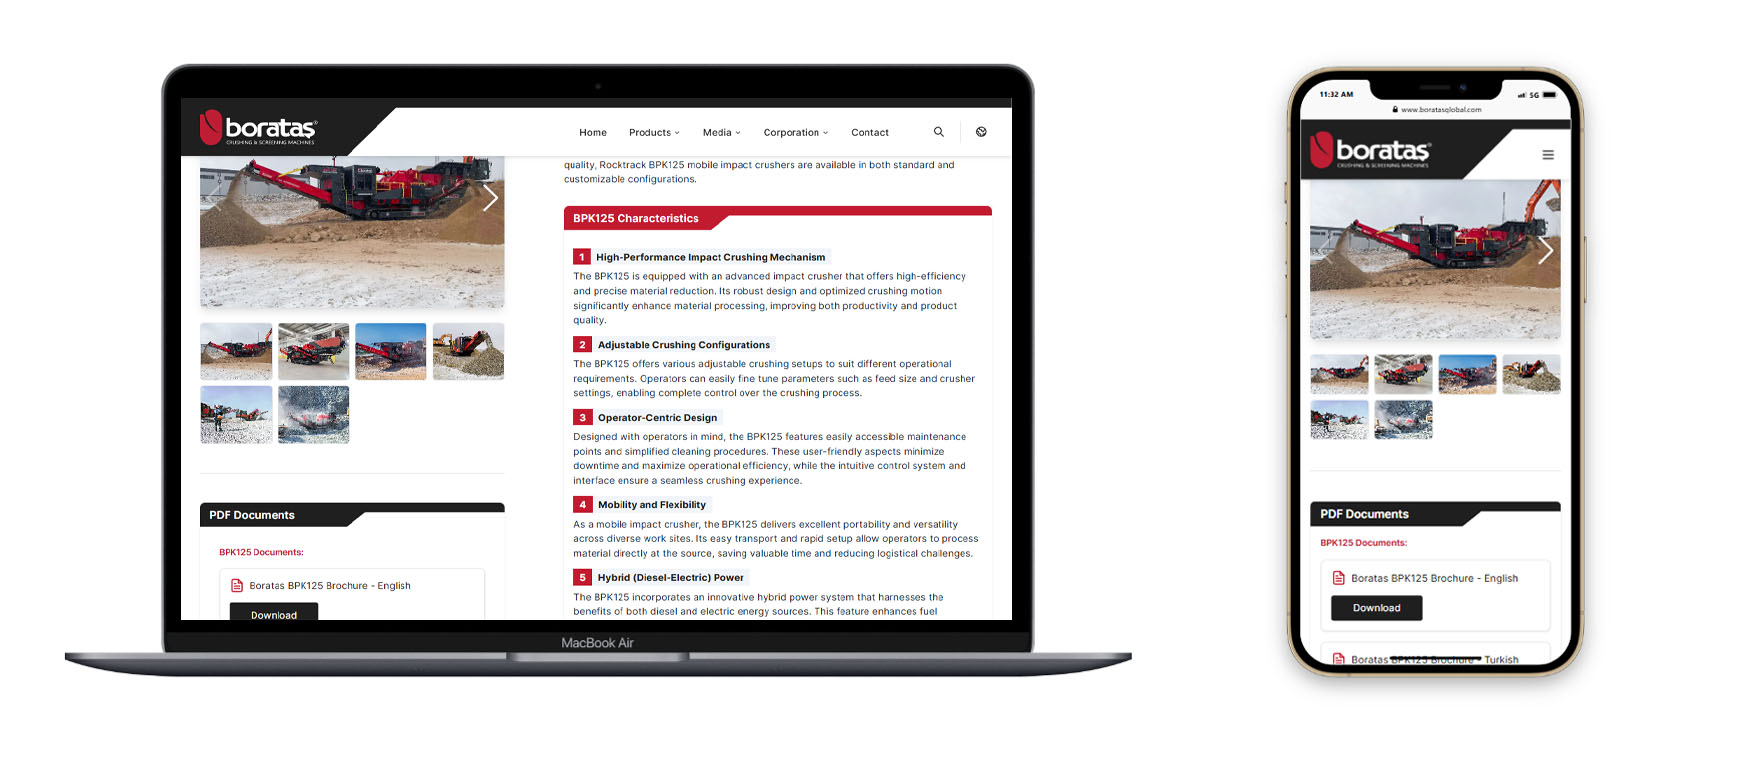 borataş®
CRUSHING & SCREENING MACHINES
Home Products Media Corporation Contact
quality, Rocktrack BPK125 mobile impact crushers are available in both standard and
customizable configurations.
BPK125 Characteristics
1 High-Performance Impact Crushing Mechanism
The BPK125 is equipped with an advanced impact crusher that offers high-efficiency
and precise material reduction. Its robust design and optimized crushing motion
significantly enhance material processing, improving both productivity and product
quality.
2 Adjustable Crushing Configurations
The BPK125 offers various adjustable crushing setups to suit different operational
requirements. Operators can easily fine tune parameters such as feed size and crusher
settings, enabling complete control over the crushing process.
3 Operator-Centric Design
Designed with operators in mind, the BPK125 features easily accessible maintenance
points and simplified cleaning procedures. These user-friendly aspects minimize
downtime and maximize operational efficiency, while the intuitive control system and
interface ensure a seamless crushing experience.
4 Mobility and Flexibility
As a mobile impact crusher, the BPK125 delivers excellent portability and versatility
across diverse work sites. Its easy transport and rapid setup allow operators to process
material directly at the source, saving valuable time and reducing logistical challenges.
5 Hybrid (Diesel-Electric) Power
The BPK125 incorporates an innovative hybrid power system that harnesses the
benefits of both diesel and electric energy sources. This feature enhances fuel
PDF Documents
BPK125 Documents:
Boratas BPK125 Brochure - English
Download
MacBook Air
11:32 AM
5G
www.boratasglobal.com
borataş®
CRUSHING & SCREENING MACHINES
PDF Documents
BPK125 Documents:
Boratas BPK125 Brochure - English
Download
Boratas BPK125 Brochure - Turkish